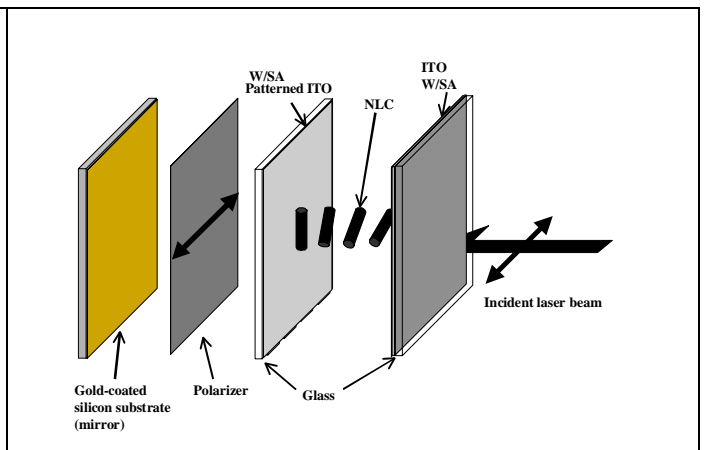 W/SA
Patterned ITO
ITO
W/SA
NLC
Incident laser beam
Gold-coated
silicon substrate
(mirror)
Polarizer
Glass